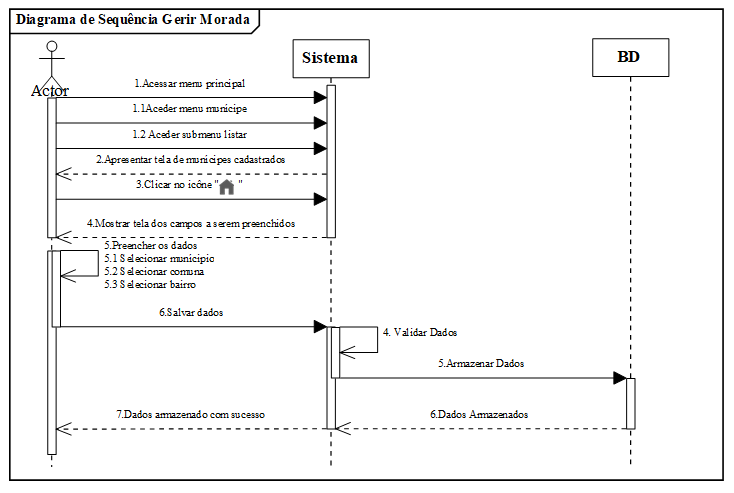 Diagrama de Sequência Gerir Morada
Sistema
BD
Actor
1.Acessar menu principal
1.1Aceder menu municipe
1.2 Aceder submenu listar
2.Apresentar tela de municipes cadastrados
3.Clicar no icône " "
4.Mostrar tela dos campos a serem preenchidos
5.Preencher os dados
5.1 Selecionar municipio
5.2 Selecionar comuna
5.3 Selecionar bairro
6.Salvar dados
4. Validar Dados
5.Armazenar Dados
7.Dados armazenado com sucesso
6.Dados Armazenados